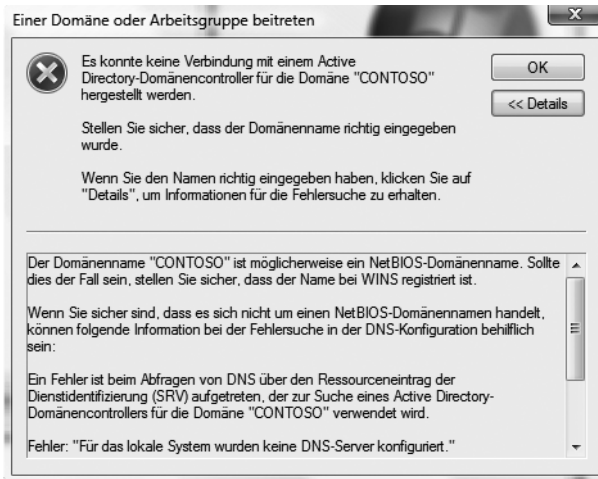 Einer Domäne oder Arbeitsgruppe beitreten
Es konnte keine Verbindung mit einem Active
Directory-Domänencontroller für die Domäne "CONTOSO"
hergestellt werden.
OK
<< Details
Stellen Sie sicher, dass der Domänenname richtig eingegeben
wurde.
Wenn Sie den Namen richtig eingegeben haben, klicken Sie auf
"Details", um Informationen für die Fehlersuche zu erhalten.
Der Domänenname "CONTOSO" ist möglicherweise ein NetBIOS-Domänenname. Sollte
dies der Fall sein, stellen Sie sicher, dass der Name bei WINS registriert ist.
Wenn Sie sicher sind, dass es sich nicht um einen NetBIOS-Domänennamen handelt,
können folgende Information bei der Fehlersuche in der DNS-Konfiguration behilflich
sein:
Ein Fehler ist beim Abfragen von DNS über den Ressourceneintrag der
Dienstidentifizierung (SRV) aufgetreten, der zur Suche eines Active Directory-
Domänencontrollers für die Domäne "CONTOSO" verwendet wird.
Fehler: "Für das lokale System wurden keine DNS-Server konfiguriert."